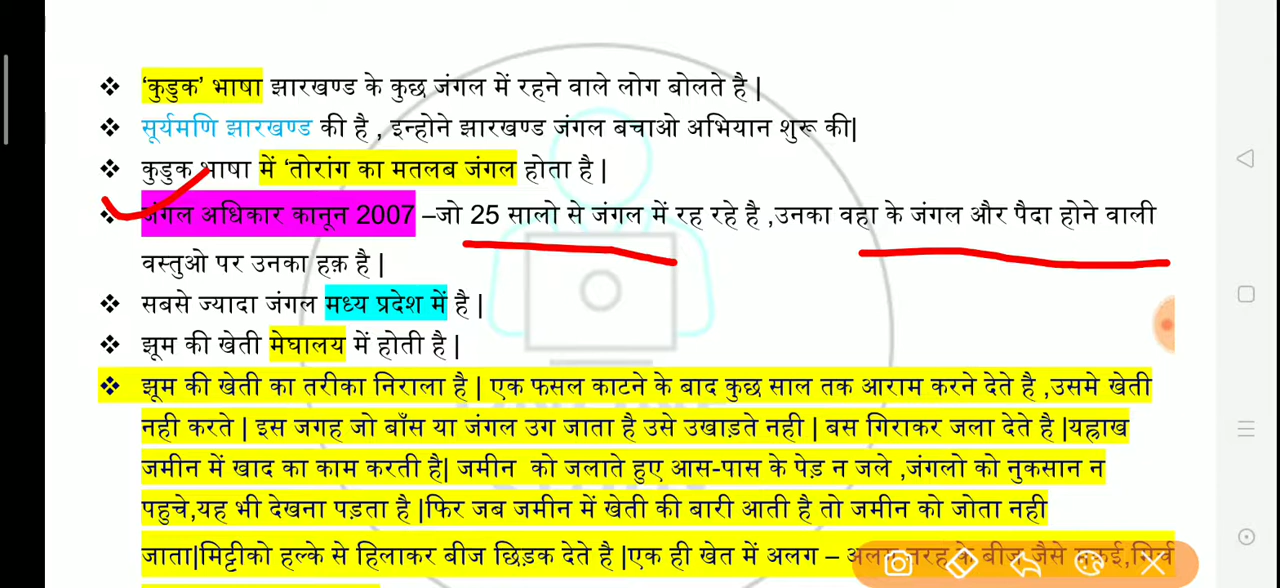 ❖ 'कुडुक' भाषा झारखण्ड के कुछ जंगल में रहने वाले लोग बोलते है |
❖ सूर्यमणि झारखण्ड की है , इन्होने झारखण्ड जंगल बचाओ अभियान शुरू की|
❖ कुडुक भाषा में 'तोरांग का मतलब जंगल होता है |
❖ जंगल अधिकार कानून 2007 –जो 25 सालो से जंगल में रह रहे है ,उनका वहा के जंगल और पैदा होने वाली
वस्तुओ पर उनका हक़ है |
❖ सबसे ज्यादा जंगल मध्य प्रदेश में है |
❖ झूम की खेती मेघालय में होती है |
❖ झूम की खेती का तरीका निराला है | एक फसल काटने के बाद कुछ साल तक आराम करने देते है ,उसमे खेती
नही करते | इस जगह जो बाँस या जंगल उग जाता है उसे उखाड़ते नही | बस गिराकर जला देते है |यह्राख
जमीन में खाद का काम करती है| जमीन को जलाते हुए आस-पास के पेड़ न जले ,जंगलो को नुकसान न
पहुचे,यह भी देखना पड़ता है |फिर जब जमीन में खेती की बारी आती है तो जमीन को जोता नही
जाता|मिट्टीको हल्के से हिलाकर बीज छिड़क देते है |एक ही खेत में अलग – अलग तरह के बीज जैसे